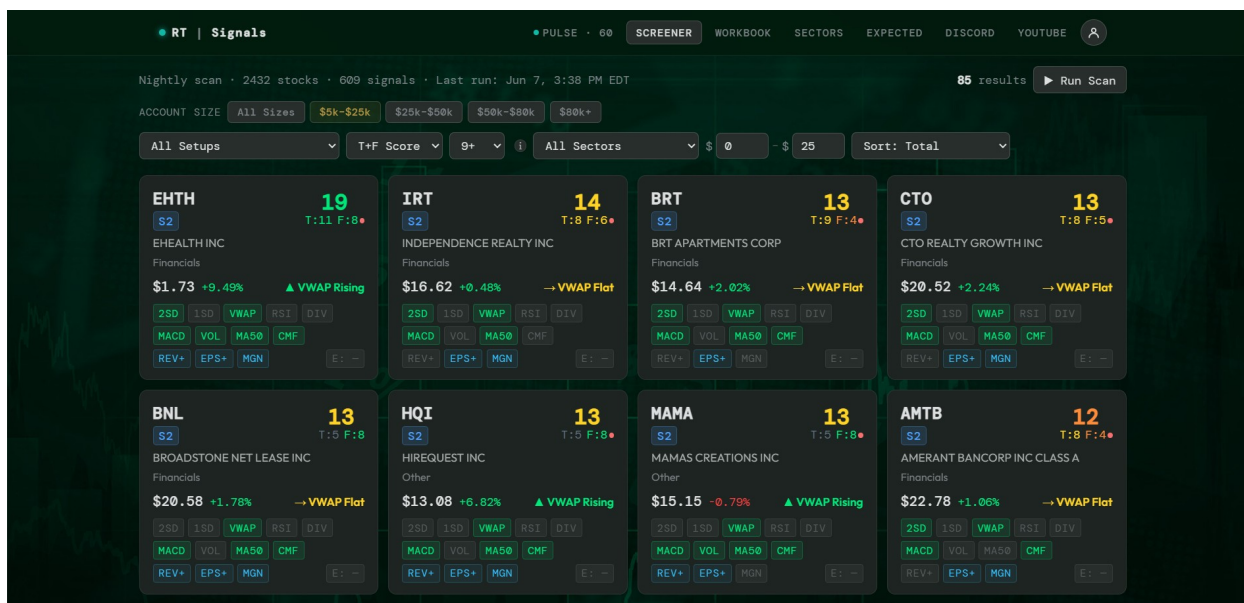 RT | Signals
PULSE · 60 SCREENER WORKBOOK SECTORS EXPECTED DISCORD YOUTUBE
Nightly scan · 2432 stocks · 609 signals · Last run: Jun 7, 3:38 PM EDT
85 results ▶ Run Scan
ACCOUNT SIZE All Sizes $5k-$25k $25k-$50k $50k-$80k $80k+
All Setups T+F Score 9+ i All Sectors $ 0 - $ 25 Sort: Total
EHTH 19
S2 T:11 F:8
EHEALTH INC
Financials
$1.73 +9.49% ▲ VWAP Rising
2SD 1SD VWAP RSI DIV
MACD VOL MA50 CMF
REV+ EPS+ MGN E: —
IRT 14
S2 T:8 F:6
INDEPENDENCE REALTY INC
Financials
$16.62 +0.48% → VWAP Flat
2SD 1SD VWAP RSI DIV
MACD VOL MA50 CMF
REV+ EPS+ MGN E: —
BRT 13
S2 T:9 F:4
BRT APARTMENTS CORP
Financials
$14.64 +2.02% → VWAP Flat
2SD 1SD VWAP RSI DIV
MACD VOL MA50 CMF
REV+ EPS+ MGN E: —
CTO 13
S2 T:8 F:5
CTO REALTY GROWTH INC
Financials
$20.52 +2.24% → VWAP Flat
2SD 1SD VWAP RSI DIV
MACD VOL MA50 CMF
REV+ EPS+ MGN E: —
BNL 13
S2 T:5 F:8
BROADSTONE NET LEASE INC
Financials
$20.58 +1.78% → VWAP Flat
2SD 1SD VWAP RSI DIV
MACD VOL MA50 CMF
REV+ EPS+ MGN E: —
HQI 13
S2 T:5 F:8
HIREQUEST INC
Other
$13.08 +6.82% ▲ VWAP Rising
2SD 1SD VWAP RSI DIV
MACD VOL MA50 CMF
REV+ EPS+ MGN E: —
MAMA 13
S2 T:5 F:8
MAMAS CREATIONS INC
Other
$15.15 -0.79% ▲ VWAP Rising
2SD 1SD VWAP RSI DIV
MACD VOL MA50 CMF
REV+ EPS+ MGN E: —
AMTB 12
S2 T:8 F:4
AMERANT BANCORP INC CLASS A
Financials
$22.78 +1.06% → VWAP Flat
2SD 1SD VWAP RSI DIV
MACD VOL MA50 CMF
REV+ EPS+ MGN E: —